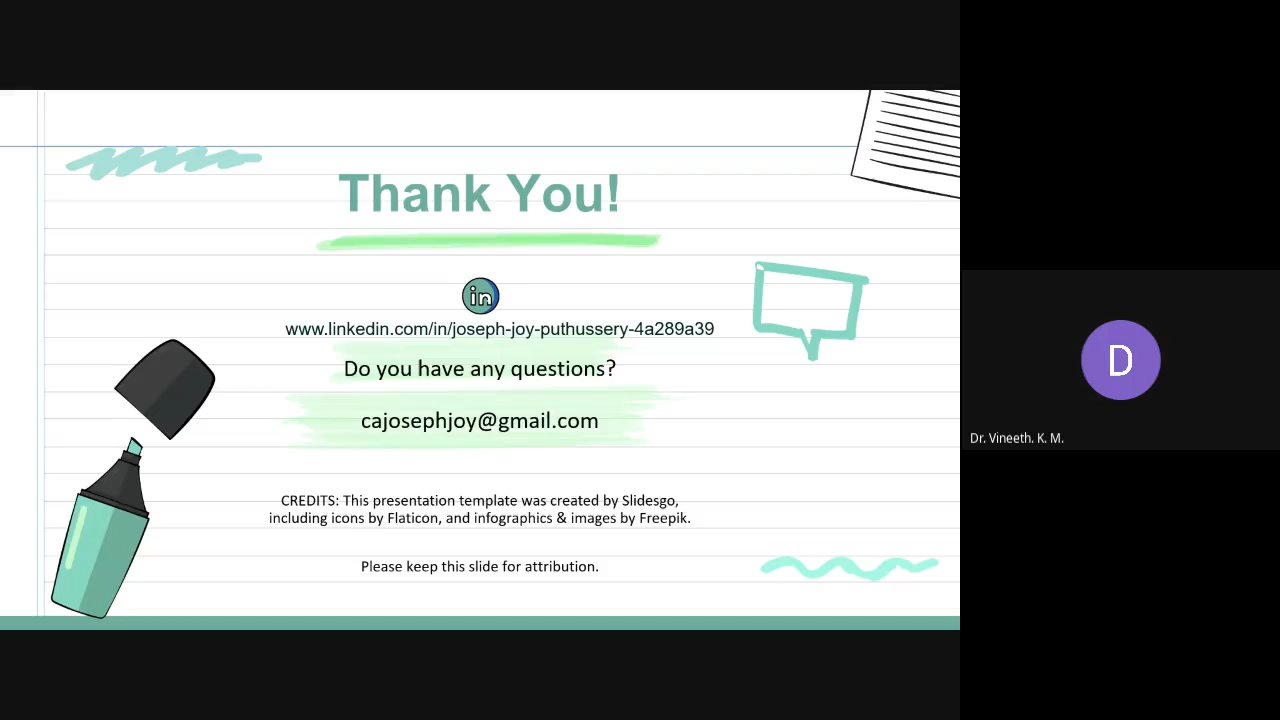 Thank You!
in
www.linkedin.com/in/joseph-joy-puthussery-4a289a39
Do you have any questions?
cajosephjoy@gmail.com
CREDITS: This presentation template was created by Slidesgo,
including icons by Flaticon, and infographics & images by Freepik.
Please keep this slide for attribution.
D
Dr. Vineeth. K. M.